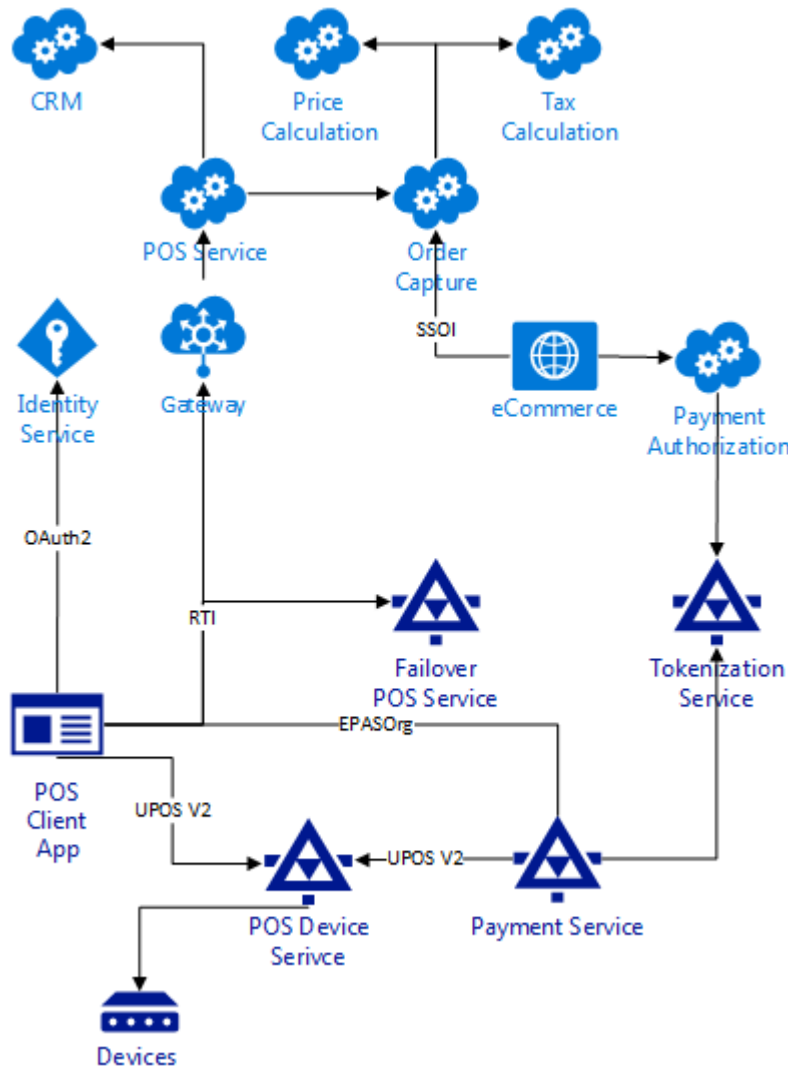 CRM
Price
Calculation
Tax
Calculation
POS Service
Order
Capture
SSOI
Identity
Service
Gateway
eCommerce
Payment
Authorization
OAuth2
RTI
Failover
POS Service
Tokenization
Service
EPASOrg
POS
Client
App
UPOS V2
UPOS V2
POS Device
Serivce
Payment Service
Devices